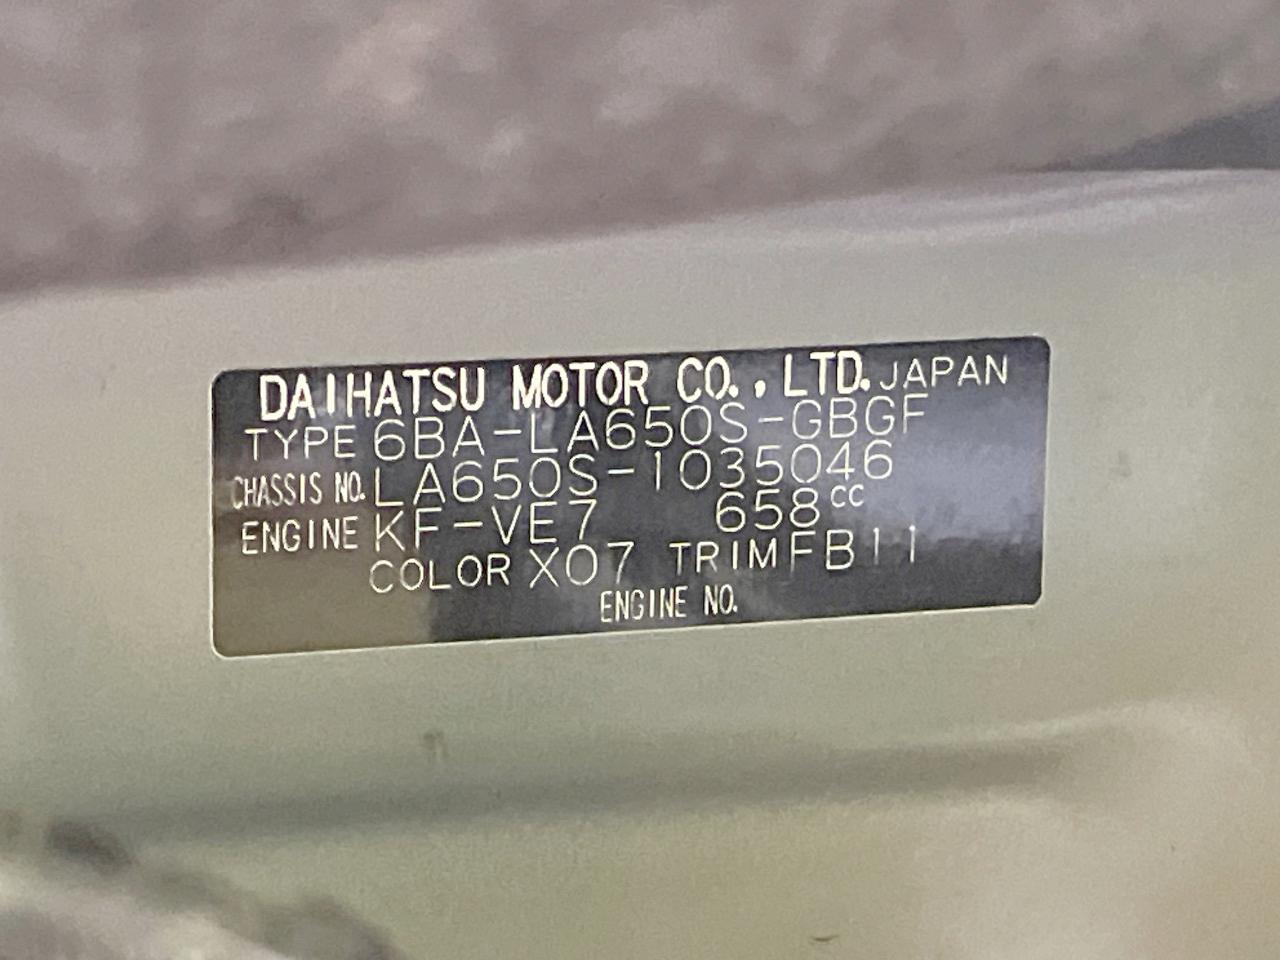 DAIHATSU MOTOR CO., LTD. JAPAN
TYPE 6BA-LA650S-GBGF
CHASSIS NO. LA650S-1035046
ENGINE KF-VE7 658cc
COLOR X07 TRIM FB11
ENGINE NO.